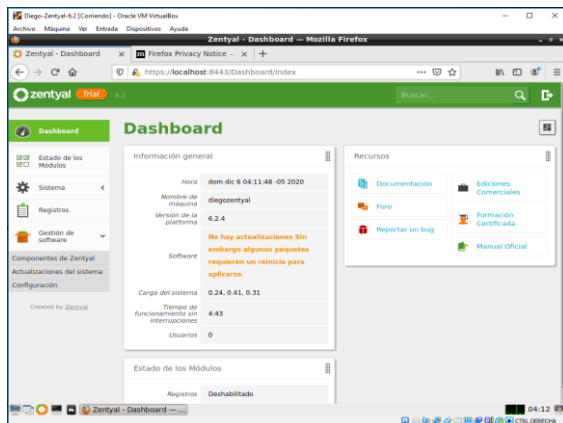 Diego-Zentyal-6.2 [Corriendo] - Oracle VM VirtualBox
Archivo Máquina Ver Entrada Dispositivos Ayuda
Zentyal - Dashboard — Mozilla Firefox
Zentyal - Dashboard
Firefox Privacy Notice —
https://localhost:8443/Dashboard/Index
zentyal Trial 6.2
Buscar...
Dashboard
Estado de los
Módulos
Sistema
Registros
Gestión de
software
Componentes de Zentyal
Actualizaciones del sistema
Configuración
Created by Zentyal
Dashboard
Información general
Hora dom dic 6 04:11:48 -05 2020
Nombre de
máquina diegozentyal
Versión de la
plataforma 6.2.4
Software No hay actualizaciones Sin
embargo algunos paquetes
requieren un reinicio para
aplicarse
Carga del sistema 0.24, 0.41, 0.31
Tiempo de
funcionamiento sin
interrupciones 4:43
Usuarios 0
Estado de los Módulos
Registros Deshabilitado
Recursos
Documentación
Foro
Reportar un bug
Ediciones
Comerciales
Formación
Certificada
Manual Oficial
Zentyal - Dashboard — ...
04:12
CTRL DERECHA